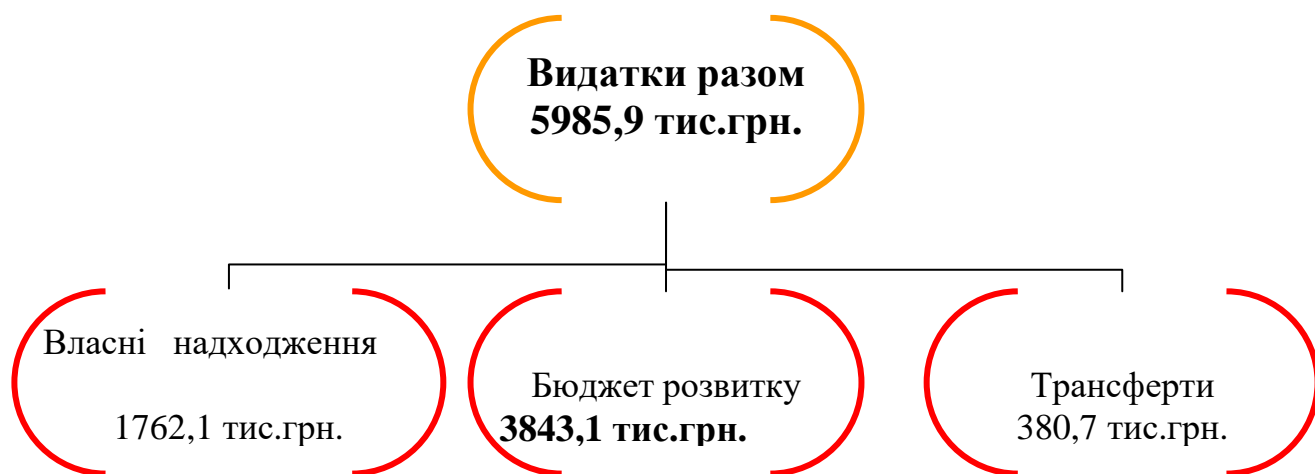 Видатки разом
5985,9 тис.грн.
Власні надходження
1762,1 тис.грн.
Бюджет розвитку
3843,1 тис.грн.
Трансферти
380,7 тис.грн.